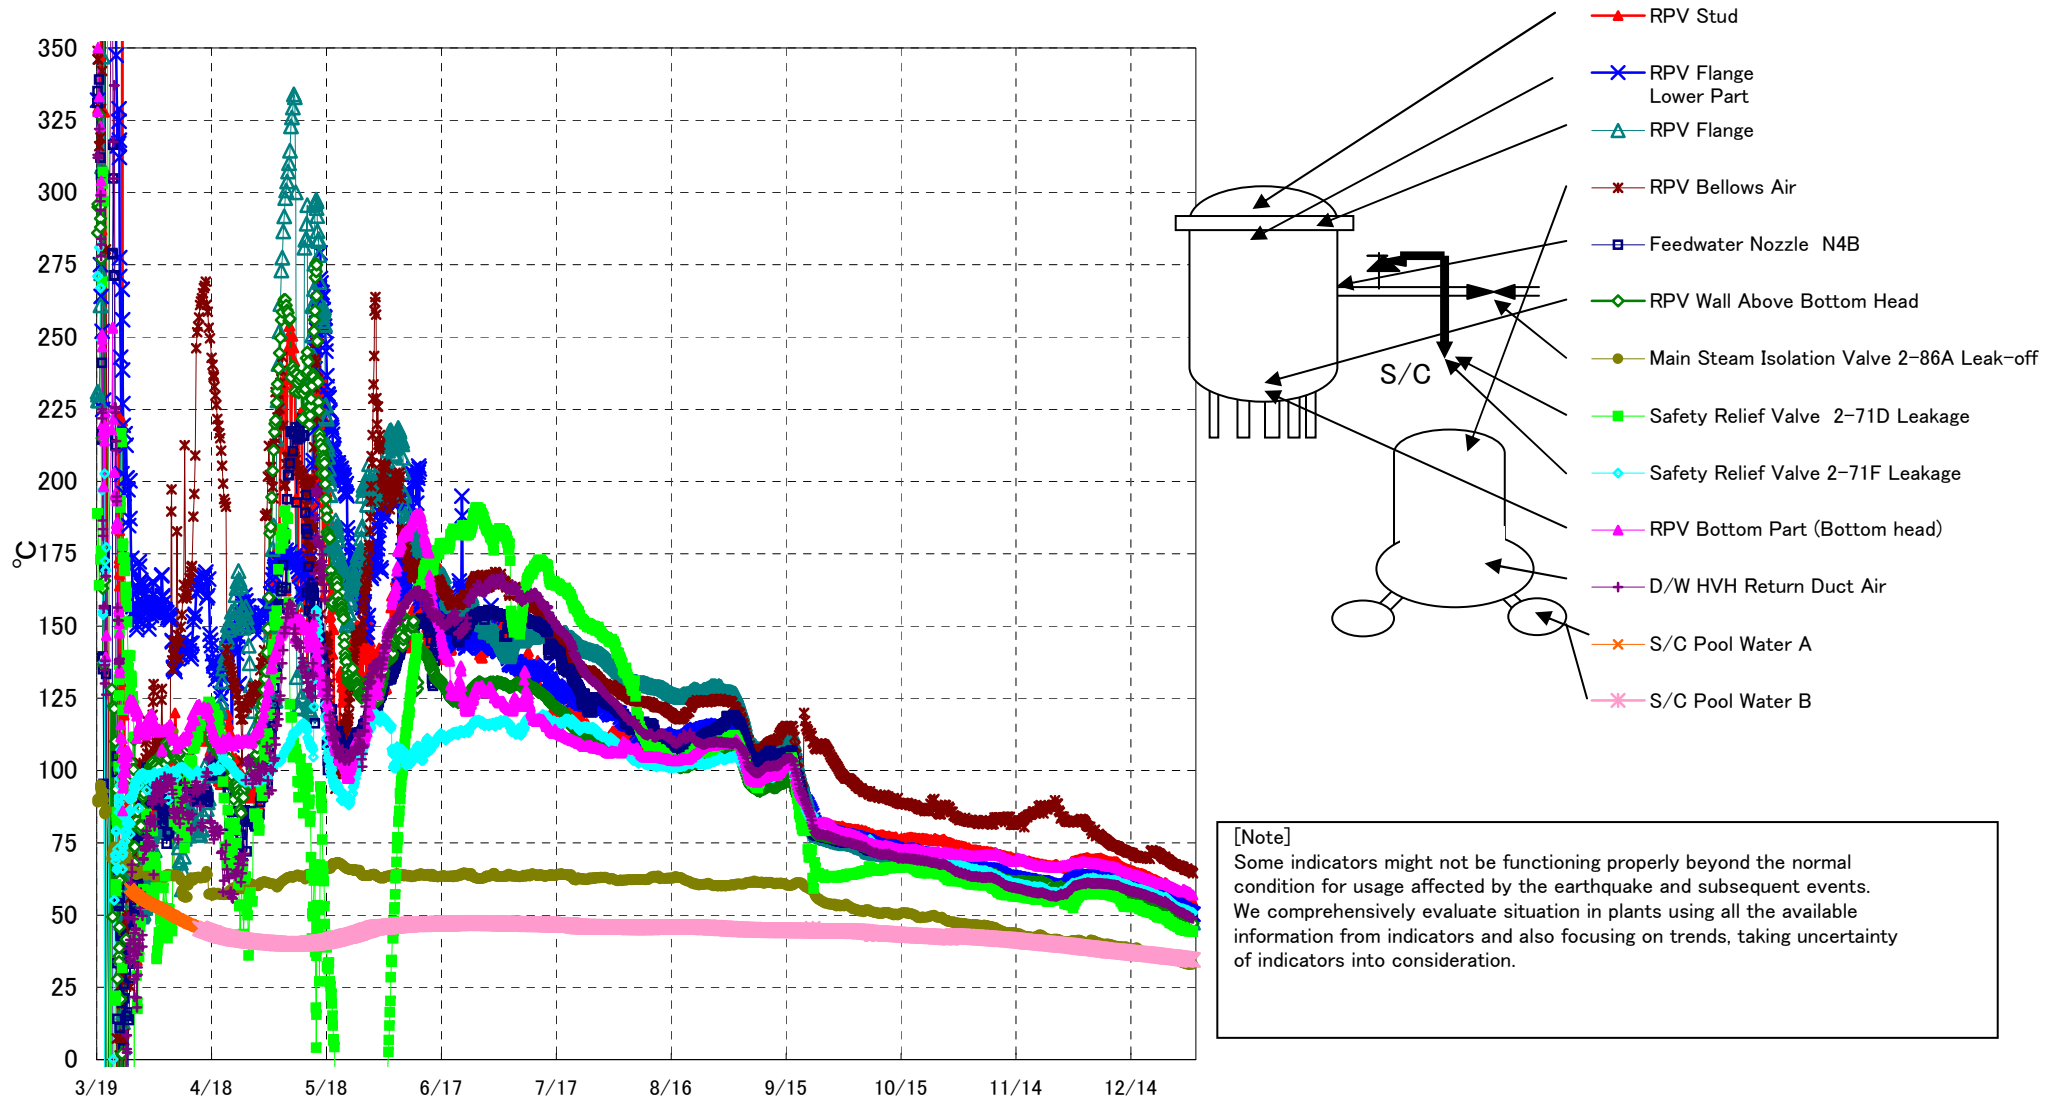 350
325
300
275
250
225
200
175
150
125
100
75
50
25
0
℃
3/19 4/18 5/18 6/17 7/17 8/16 9/15 10/15 11/14 12/14
S/C
RPV Stud
RPV Flange
Lower Part
RPV Flange
RPV Bellows Air
Feedwater Nozzle N4B
RPV Wall Above Bottom Head
Main Steam Isolation Valve 2-86A Leak-off
Safety Relief Valve 2-71D Leakage
Safety Relief Valve 2-71F Leakage
RPV Bottom Part (Bottom head)
D/W HVH Return Duct Air
S/C Pool Water A
S/C Pool Water B
[Note]
Some indicators might not be functioning properly beyond the normal
condition for usage affected by the earthquake and subsequent events.
We comprehensively evaluate situation in plants using all the available
information from indicators and also focusing on trends, taking uncertainty
of indicators into consideration.